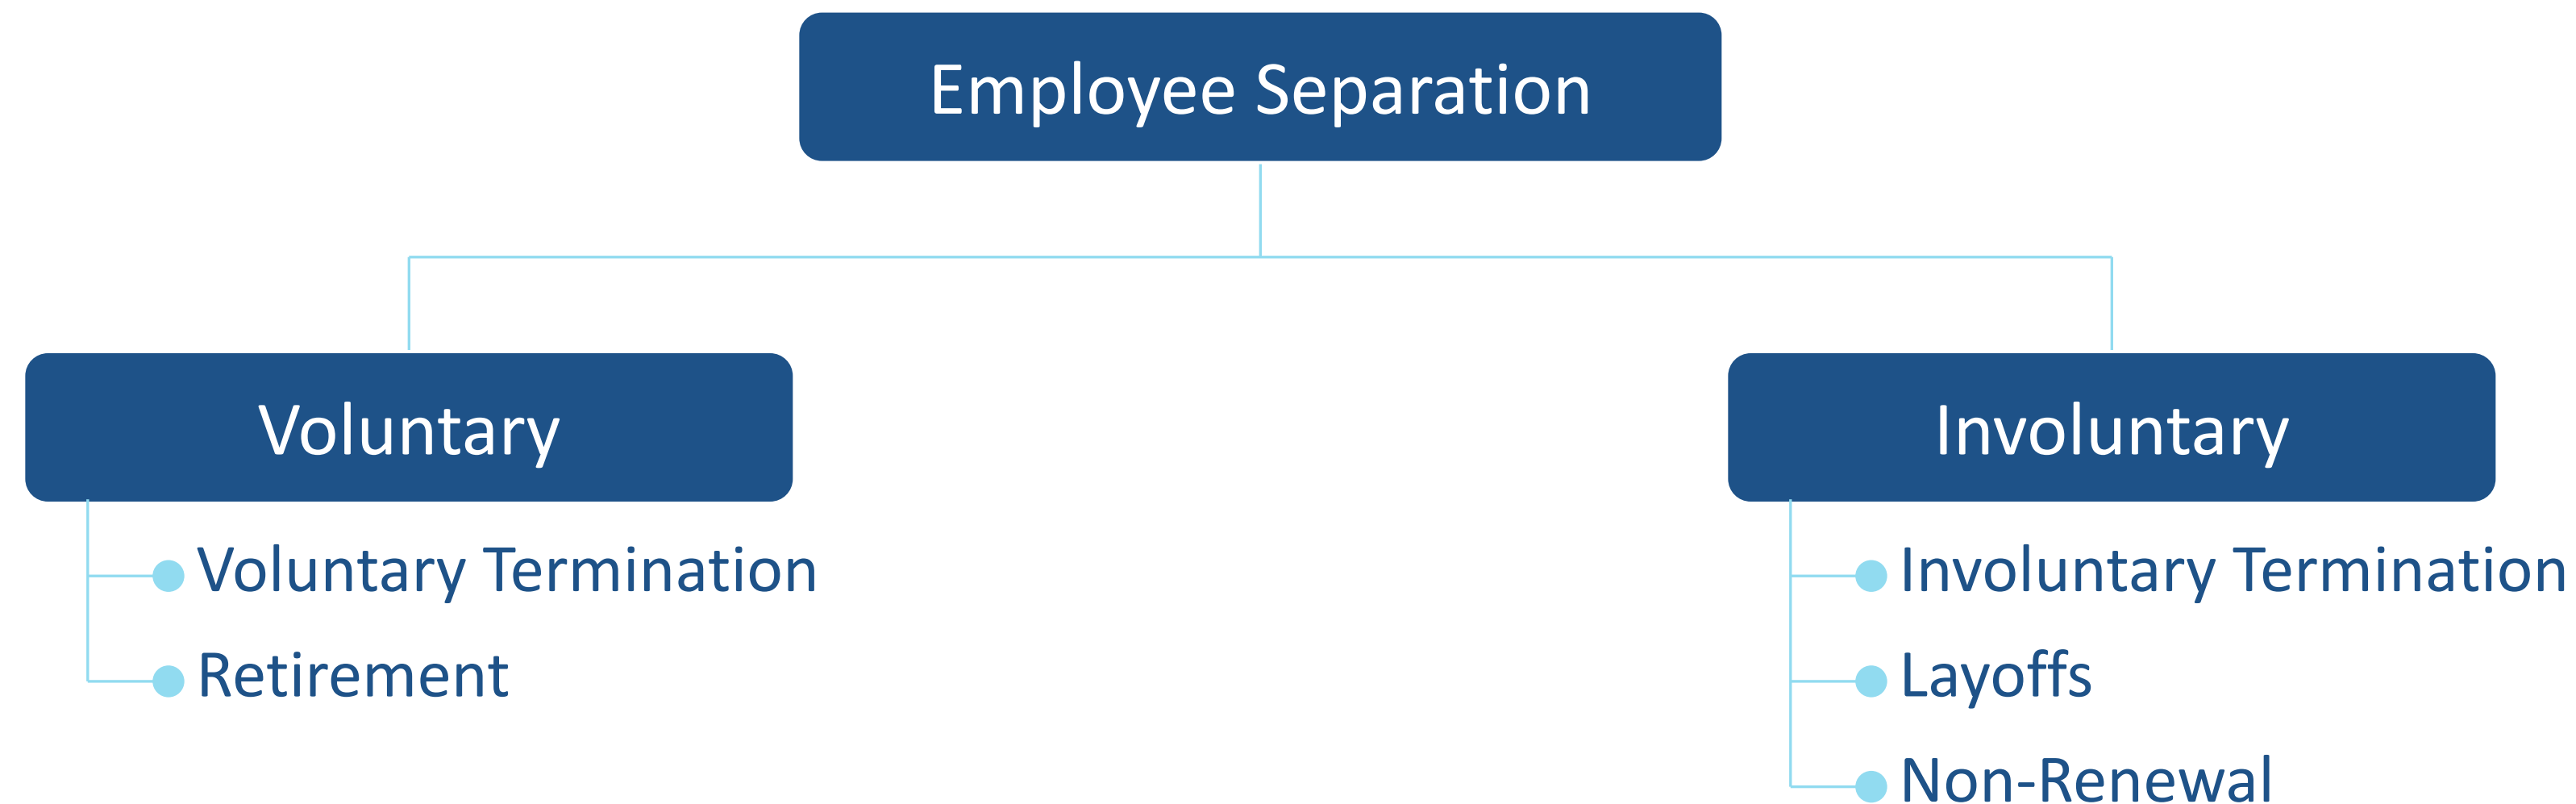 Employee Separation
Voluntary
Voluntary Termination
Retirement
Involuntary
Involuntary Termination
Layoffs
Non-Renewal